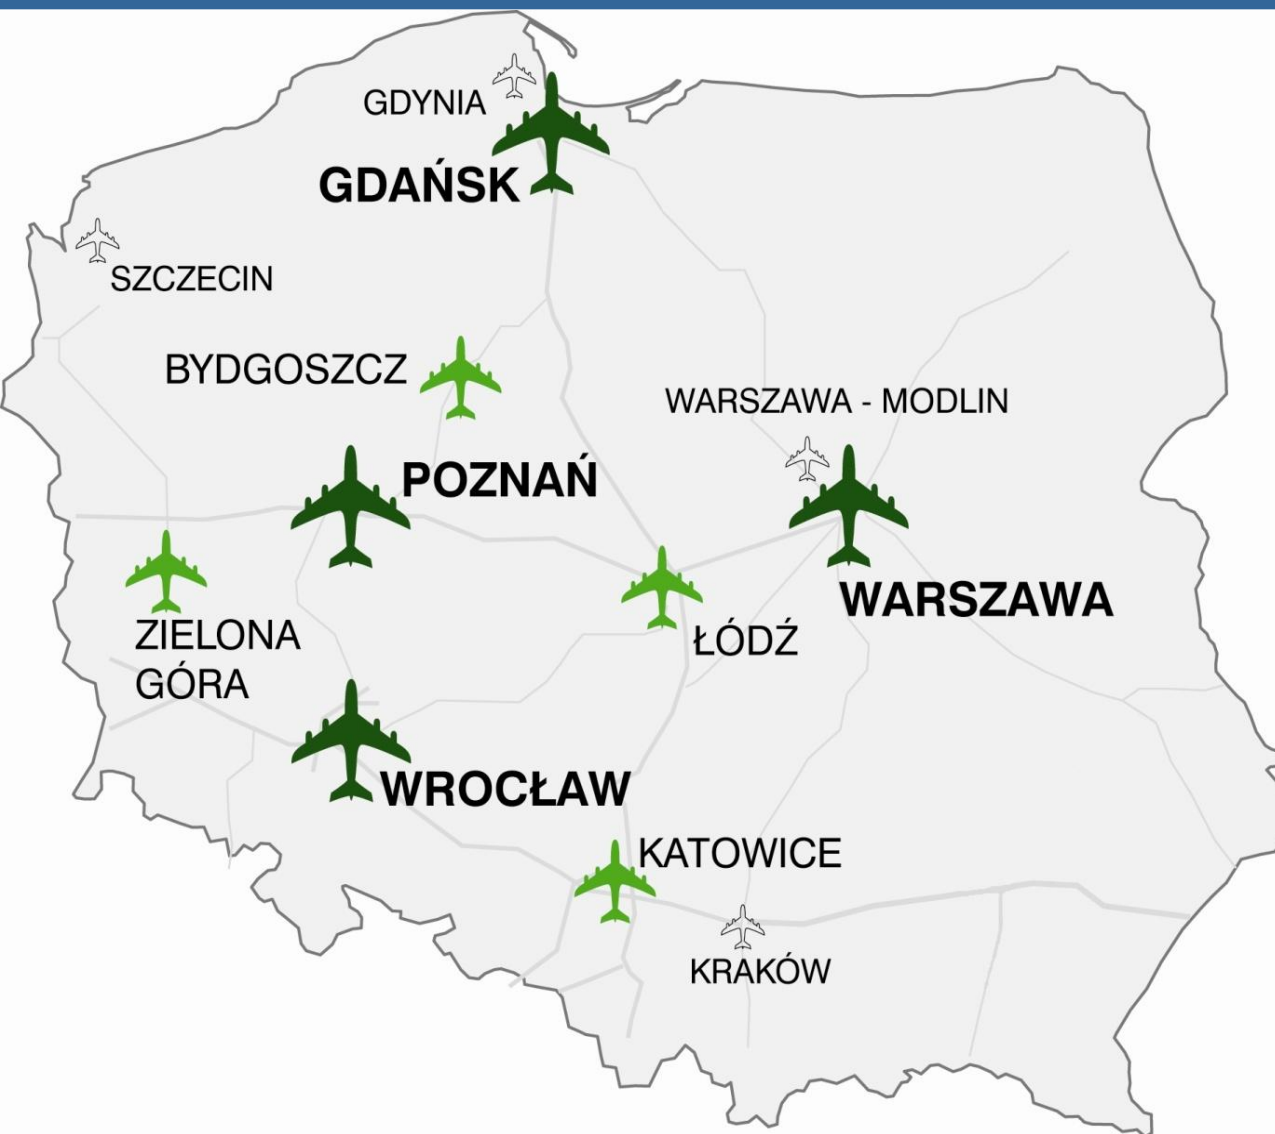 GDYNIA
GDAŃSK
SZCZECIN
BYDGOSZCZ
WARSZAWA - MODLIN
POZNAŃ
WARSZAWA
ZIELONA
GÓRA
ŁÓDŹ
WROCŁAW
KATOWICE
KRAKÓW